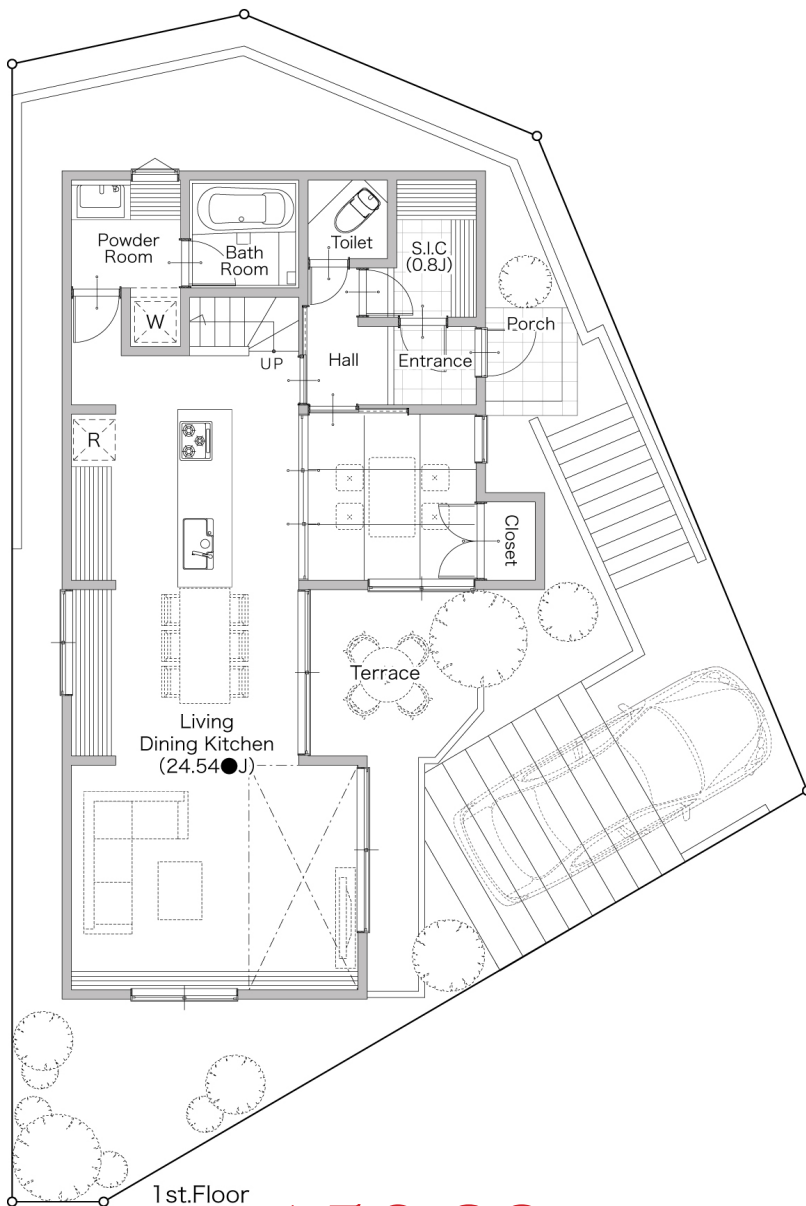 Powder
Room
Bath
Room
Toilet
S.I.C
(0.8J)
W
UP
Hall
Entrance
Porch
R
Closet
Terrace
Living
Dining Kitchen
(24.54●J)
1st.Floor